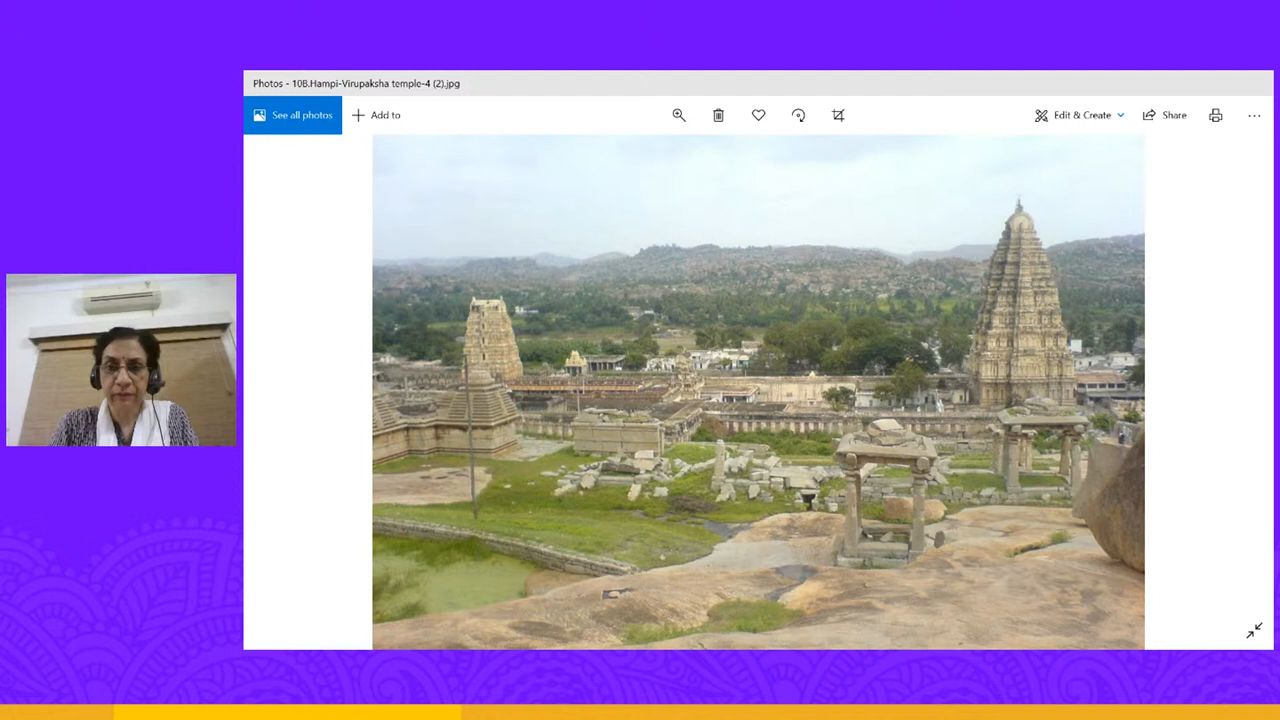 Photos - 10B.Hampi-Virupaksha temple-4 (2).jpg
See all photos
Add to
Edit & Create
Share